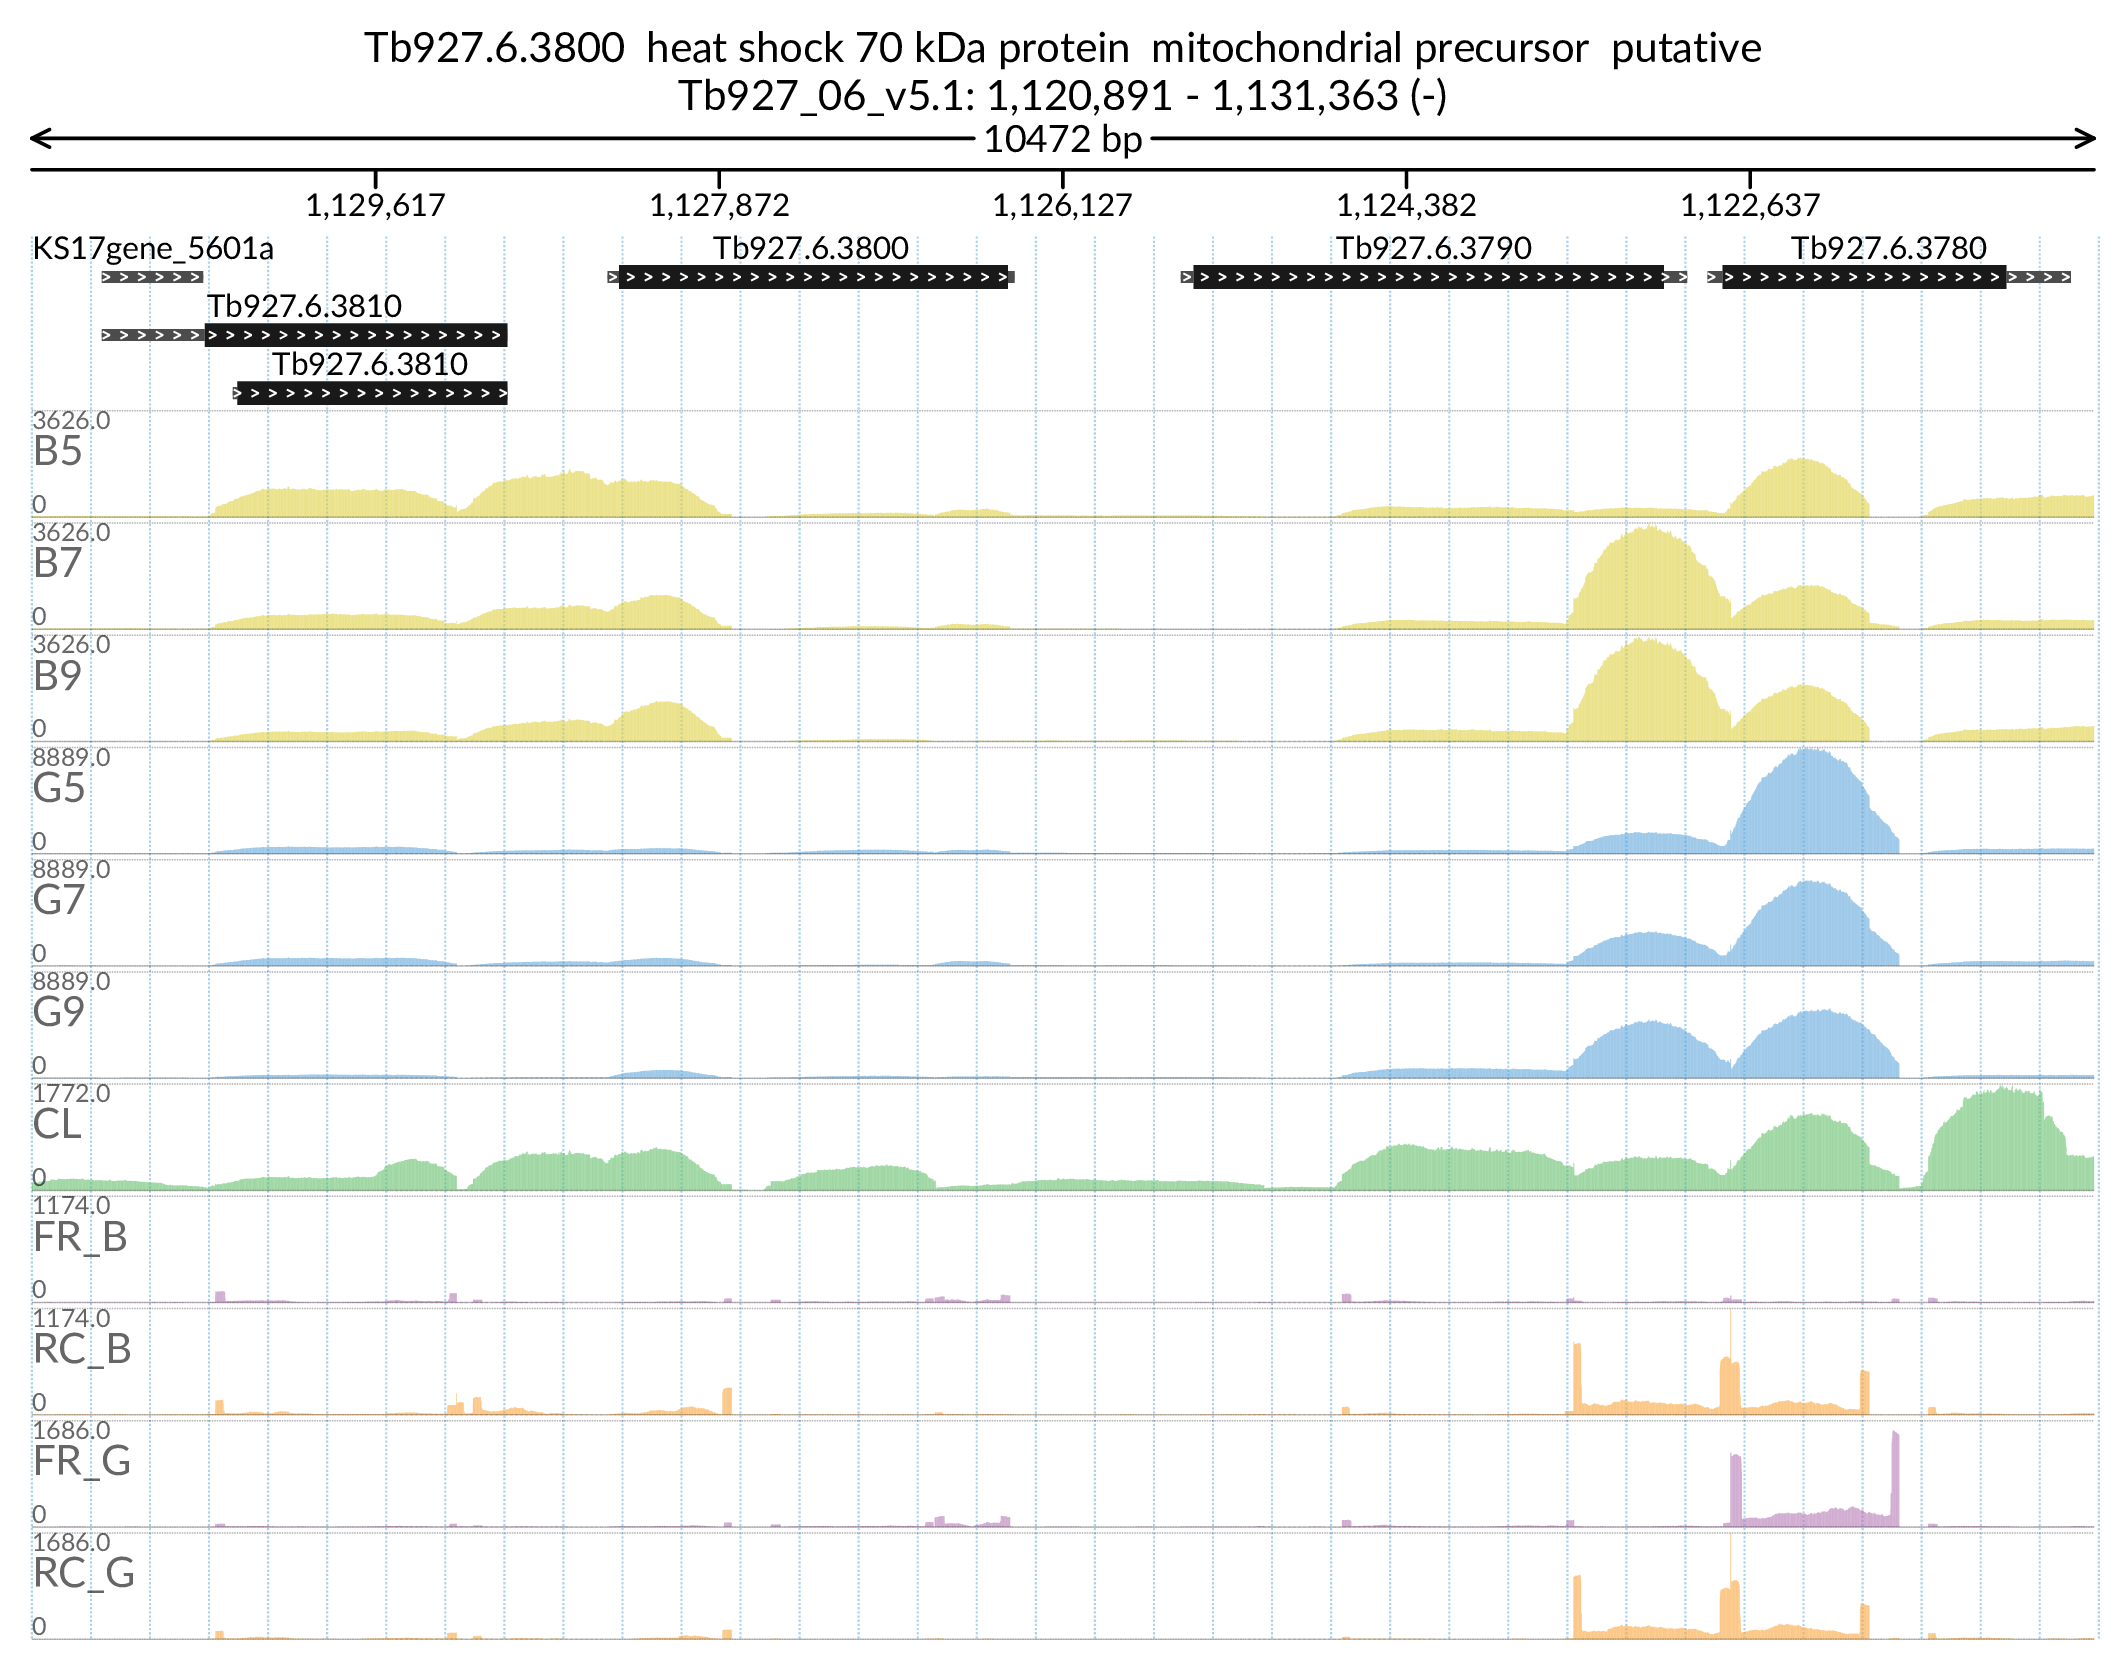 Tb927.6.3800 heat shock 70 kDa protein mitochondrial precursor putative
Tb927_06_v5.1: 1,120,891 - 1,131,363 (-)
10472 bp
1,129,617 1,127,872 1,126,127 1,124,382 1,122,637
KS17gene_5601a Tb927.6.3800 Tb927.6.3790 Tb927.6.3780
Tb927.6.3810
Tb927.6.3810
3626.0
B5
0
3626.0
B7
0
3626.0
B9
0
8889.0
G5
0
8889.0
G7
0
8889.0
G9
0
1772.0
CL
0
1174.0
FR_B
0
1174.0
RC_B
0
1686.0
FR_G
0
1686.0
RC_G
0